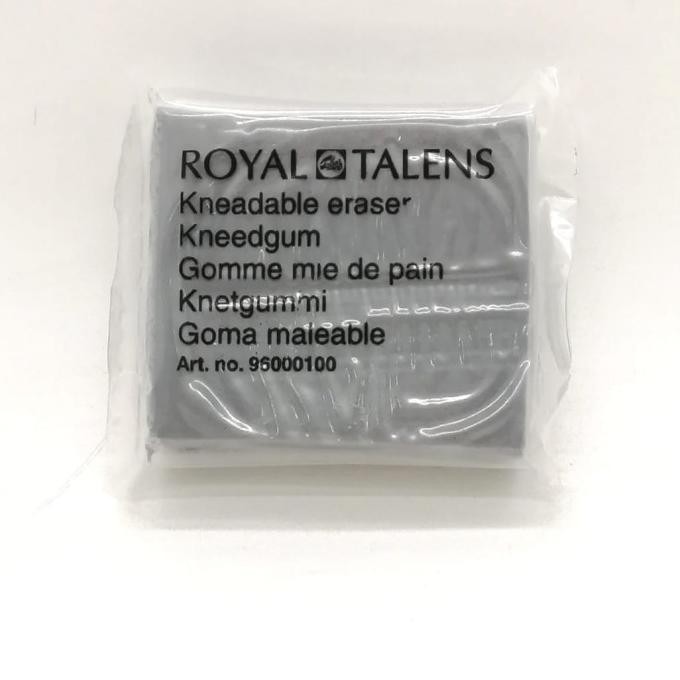 ROYAL TALENS
Kneadable eraser
Kneedgum
Gomme mie de pain
Knetgummi
Goma maleable
Art. no. 96000100